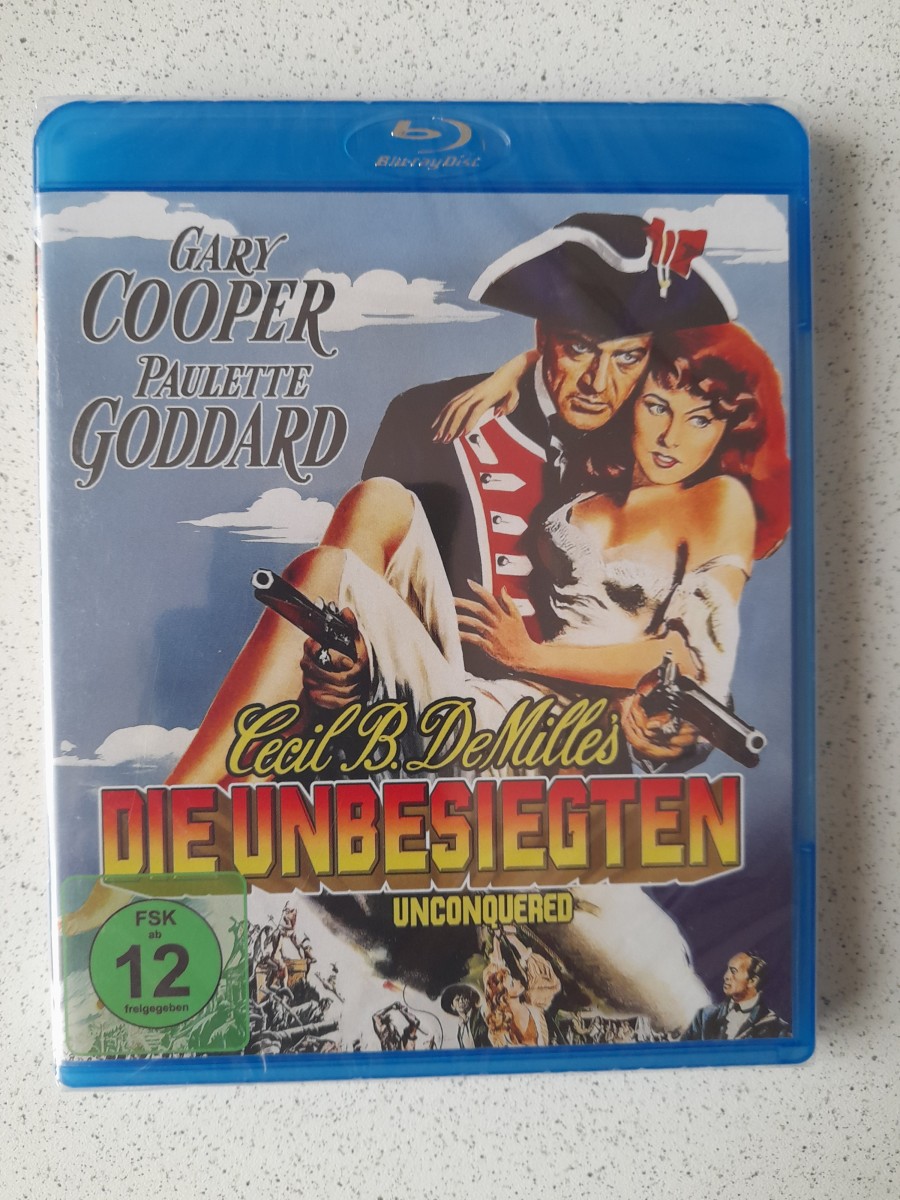 Blu-ray Disc
GARY
COOPER
PAULETTE
GODDARD
Cecil B. DeMille's
DIE UNBESIEGTEN
UNCONQUERED
FSK
ab
12
freigegeben